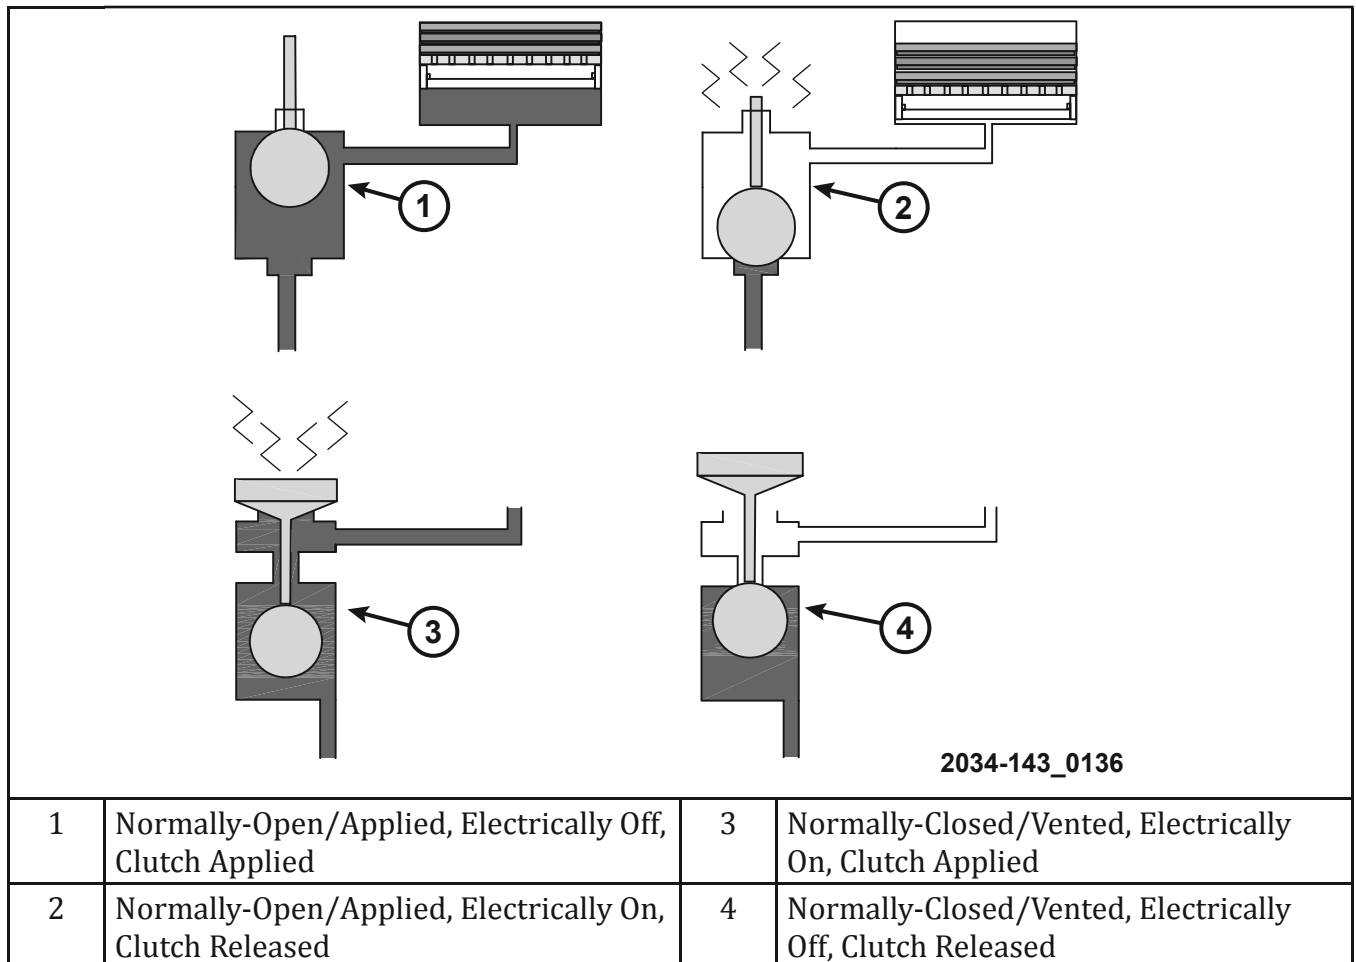 1
2
3
4
2034-143_0136
1 Normally-Open/Applied, Electrically Off, 3 Normally-Closed/Vented, Electrically
Clutch Applied On, Clutch Applied
2 Normally-Open/Applied, Electrically On, 4 Normally-Closed/Vented, Electrically
Clutch Released Off, Clutch Released